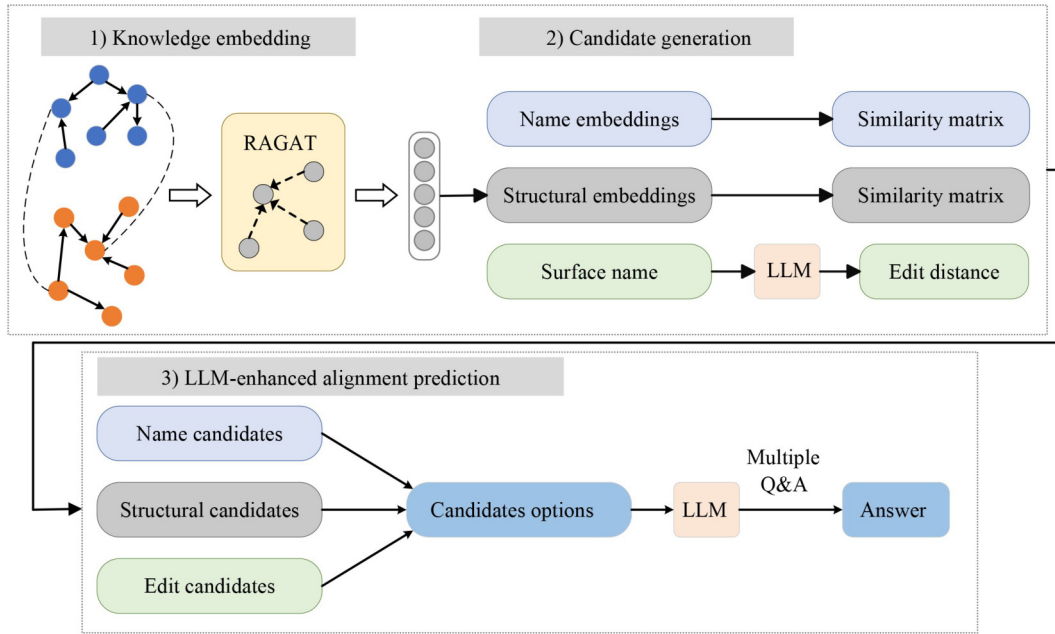 1) Knowledge embedding
2) Candidate generation
RAGAT
Name embeddings
Similarity matrix
Structural embeddings
Similarity matrix
Surface name
LLM
Edit distance
3) LLM-enhanced alignment prediction
Name candidates
Structural candidates
Edit candidates
Candidates options
LLM
Multiple
Q&A
Answer